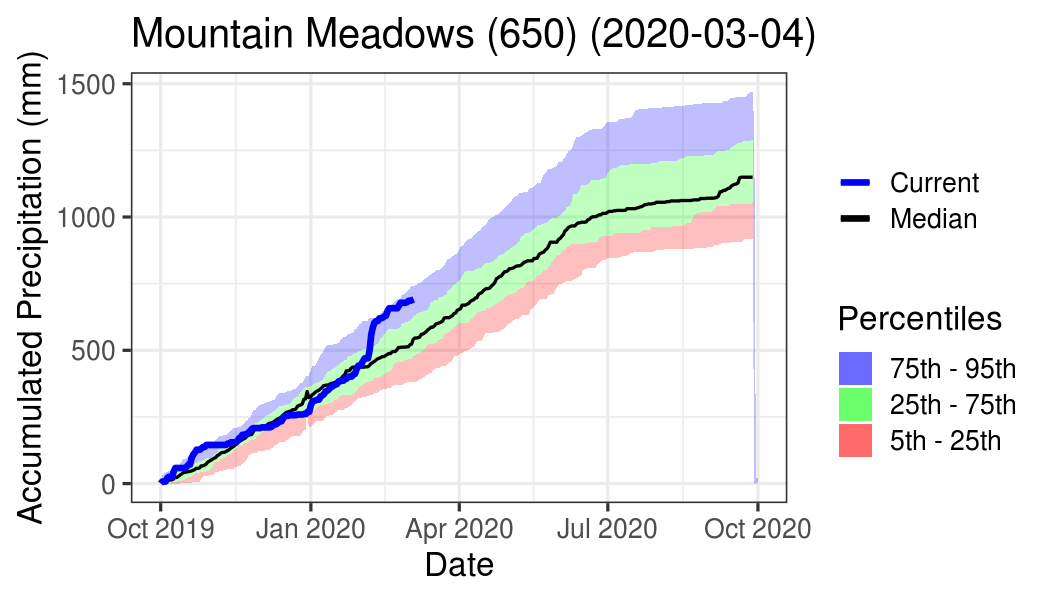 Mountain Meadows (650) (2020-03-04)
Accumulated Precipitation (mm)
1500
1000
500
0
Oct 2019
Jan 2020
Apr 2020
Jul 2020
Oct 2020
Date
Current
Median
Percentiles
75th - 95th
25th - 75th
5th - 25th